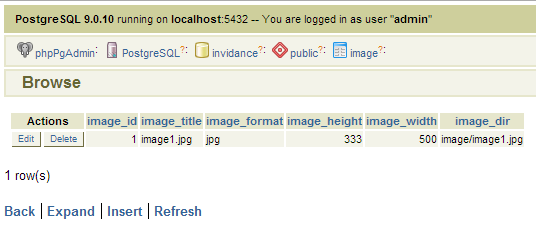 PostgreSQL 9.0.10 running on localhost:5432 -- You are logged in as user "admin"
phpPgAdmin: PostgreSQL?: invidance?: public?: image?:
Browse
Actions image_id image_title image_format image_height image_width image_dir
Edit Delete 1 image1.jpg jpg 333 500 image/image1.jpg
1 row(s)
Back | Expand | Insert | Refresh